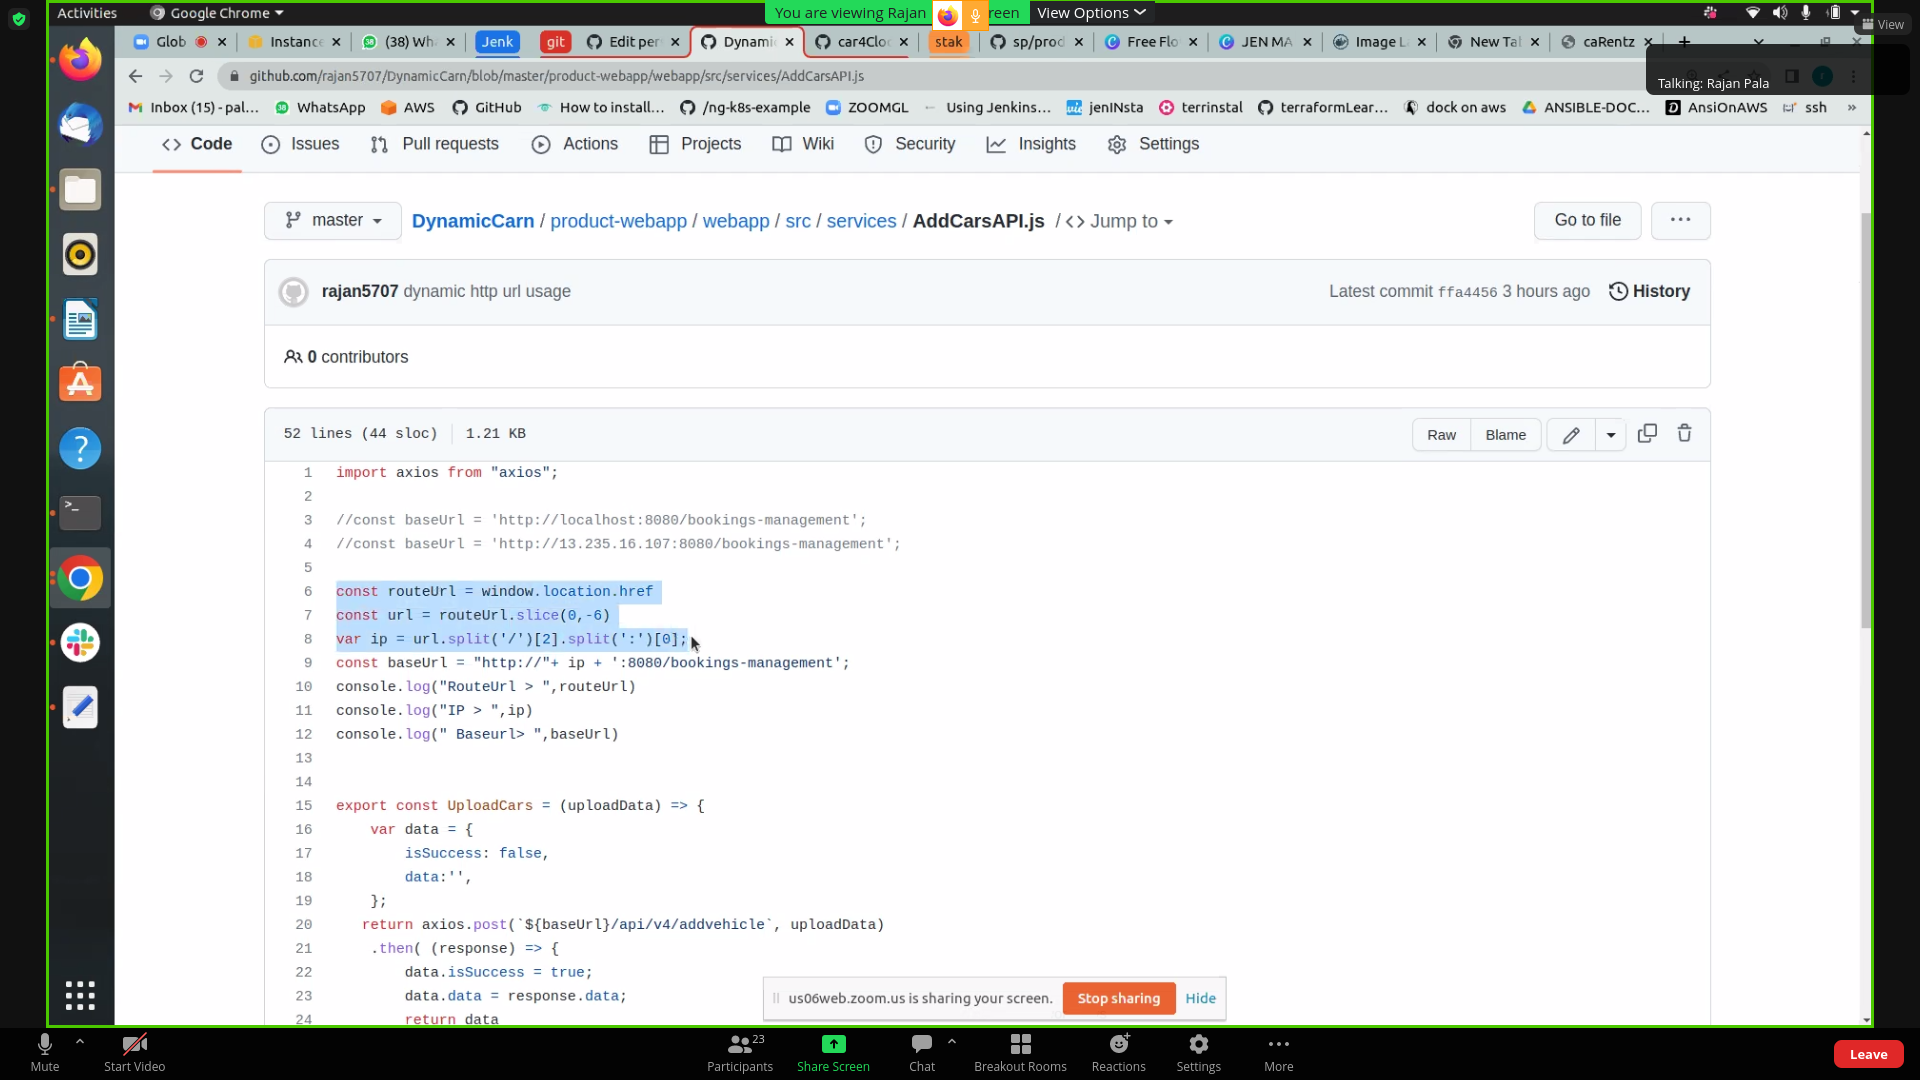 Activities
Google Chrome
You are viewing Rajan
reen
View Options
View
Glob
Instance
(38) Wh
Jenk
git
Edit per
Dynami
car4Clo
stak
sp/prod
Free Flo
JEN MA
Image L
New Tal
caRentz
github.com/rajan5707/DynamicCarn/blob/master/product-webapp/webapp/src/services/AddCarsAPI.js
Talking: Rajan Pala
Inbox (15) - pal...
WhatsApp
AWS
GitHub
How to install...
/ng-k8s-example
ZOOMGL
Using Jenkins...
jenINsta
terrinstal
terraformLear...
dock on aws
ANSIBLE-DOC...
AnsiOnAWS
ssh
»
Code
Issues
Pull requests
Actions
Projects
Wiki
Security
Insights
Settings
master
DynamicCarn / product-webapp / webapp / src / services / AddCarsAPI.js / <> Jump to
Go to file
...
rajan5707 dynamic http url usage
Latest commit ffa4456 3 hours ago
History
0 contributors
52 lines (44 sloc) | 1.21 KB
Raw
Blame
1 import axios from "axios";
2
3 //const baseUrl = 'http://localhost:8080/bookings-management';
4 //const baseUrl = 'http://13.235.16.107:8080/bookings-management';
5
6 const routeUrl = window.location.href
7 const url = routeUrl.slice(0,-6)
8 var ip = url.split('/')[2].split(':')[0];
9 const baseUrl = "http://"+ ip + ':8080/bookings-management';
10 console.log("RouteUrl > ",routeUrl)
11 console.log("IP > ",ip)
12 console.log(" Baseurl> ",baseUrl)
13
14
15 export const UploadCars = (uploadData) => {
16 var data = {
17 isSuccess: false,
18 data:'',
19 };
20 return axios.post(`${baseUrl}/api/v4/addvehicle`, uploadData)
21 .then( (response) => {
22 data.isSuccess = true;
23 data.data = response.data;
24 return data
us06web.zoom.us is sharing your screen.
Stop sharing
Hide
Mute
Start Video
23
Participants
Share Screen
Chat
Breakout Rooms
Reactions
Settings
More
Leave